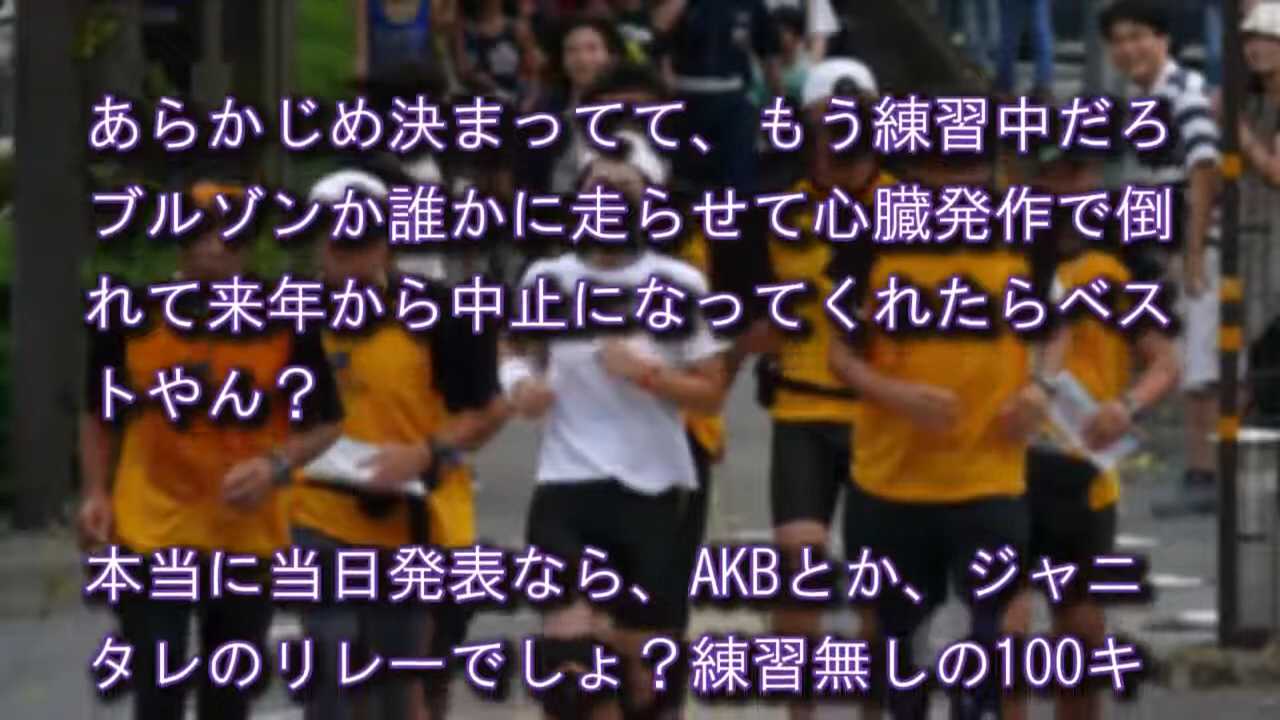 あらかじめ決まってて、もう練習中だろ
ブルゾンか誰かに走らせて心臓発作で倒
れて来年から中止になってくれたらベス
トやん？
本当に当日発表なら、AKBとか、ジャニ
タレのリレーでしょ？練習無しの100キ